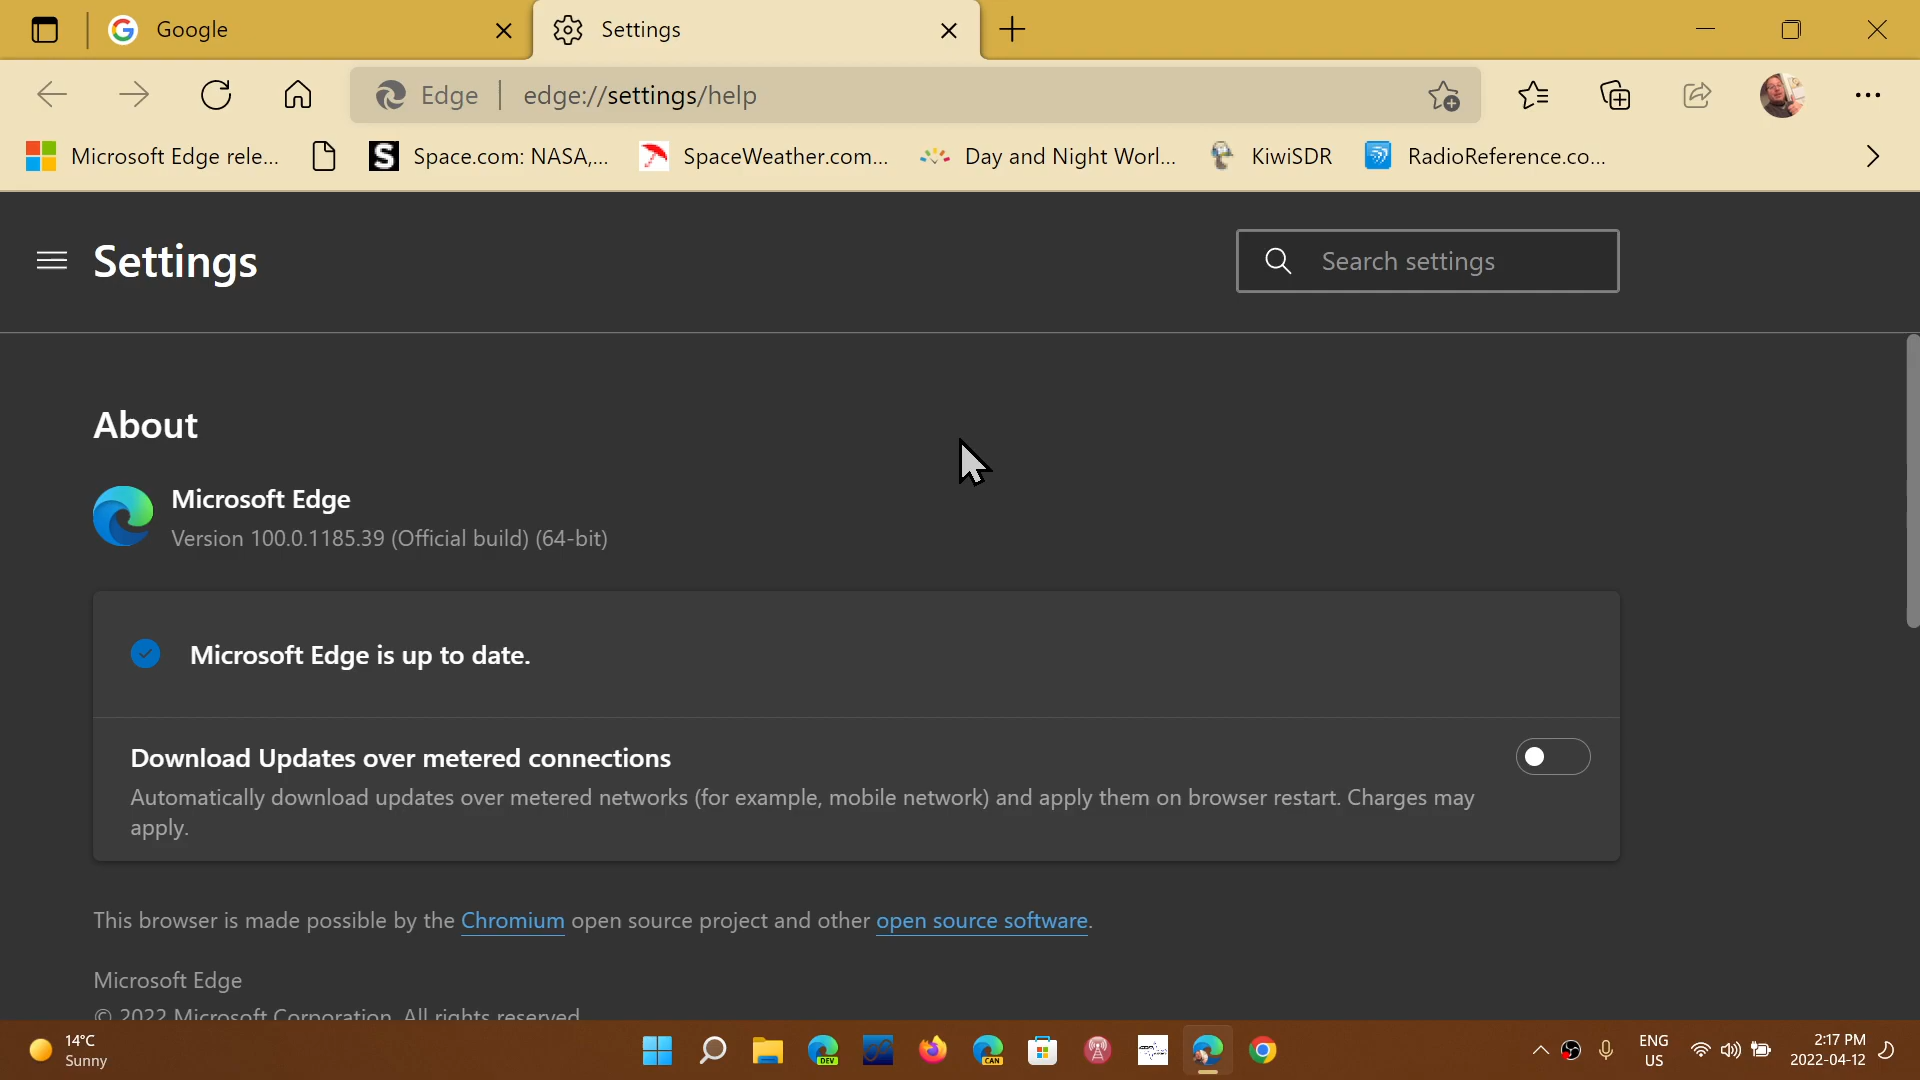 Google
Settings
Edge
edge://settings/help
Microsoft Edge rele...
Space.com: NASA,...
SpaceWeather.com...
Day and Night Worl...
KiwiSDR
RadioReference.co...
Settings
Search settings
About
Microsoft Edge
Version 100.0.1185.39 (Official build) (64-bit)
Microsoft Edge is up to date.
Download Updates over metered connections
Automatically download updates over metered networks (for example, mobile network) and apply them on browser restart. Charges may
apply.
This browser is made possible by the Chromium open source project and other open source software.
Microsoft Edge
© 2022 Microsoft Corporation. All rights reserved.
14°C
Sunny
DEV
CAN
ENG
US
2:17 PM
2022-04-12